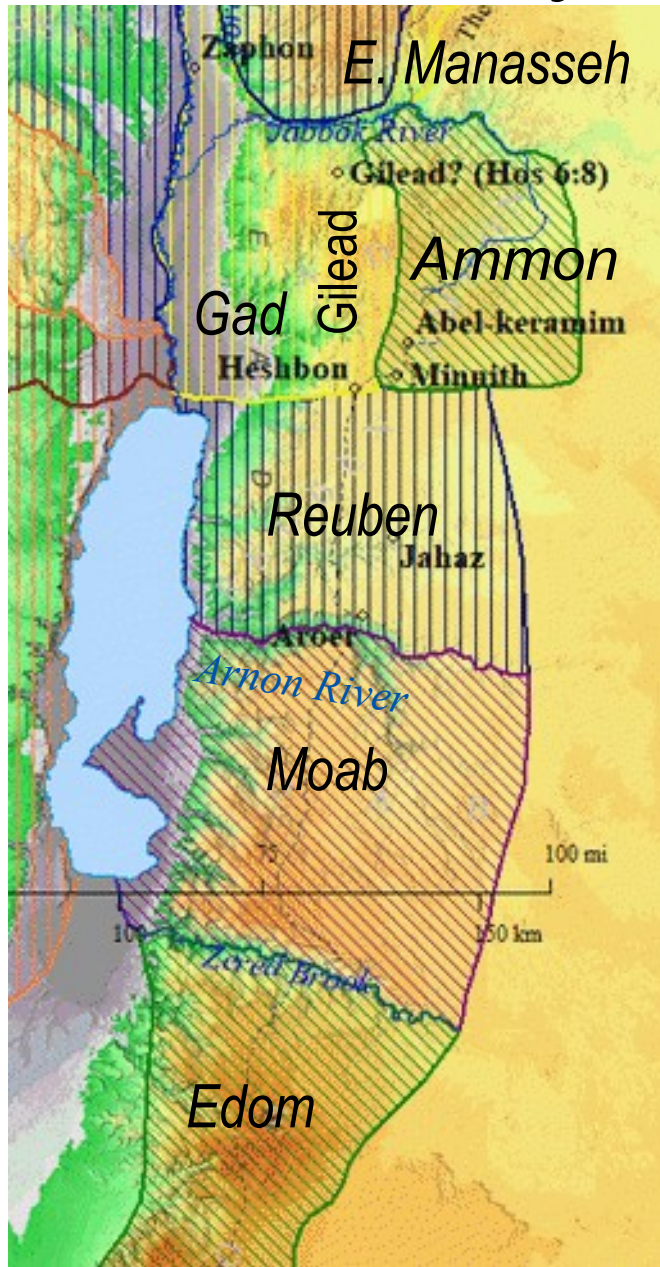 Zaphon
E. Manasseh
Jabbok River
Gilead? (Hos 6:8)
Gilead
Ammon
Gad
Abel-keramim
Heshbon
Minnith
Reuben
Jahaz
Aroer
Arnon River
Moab
75
100 mi
150 km
Zered Brook
Edom